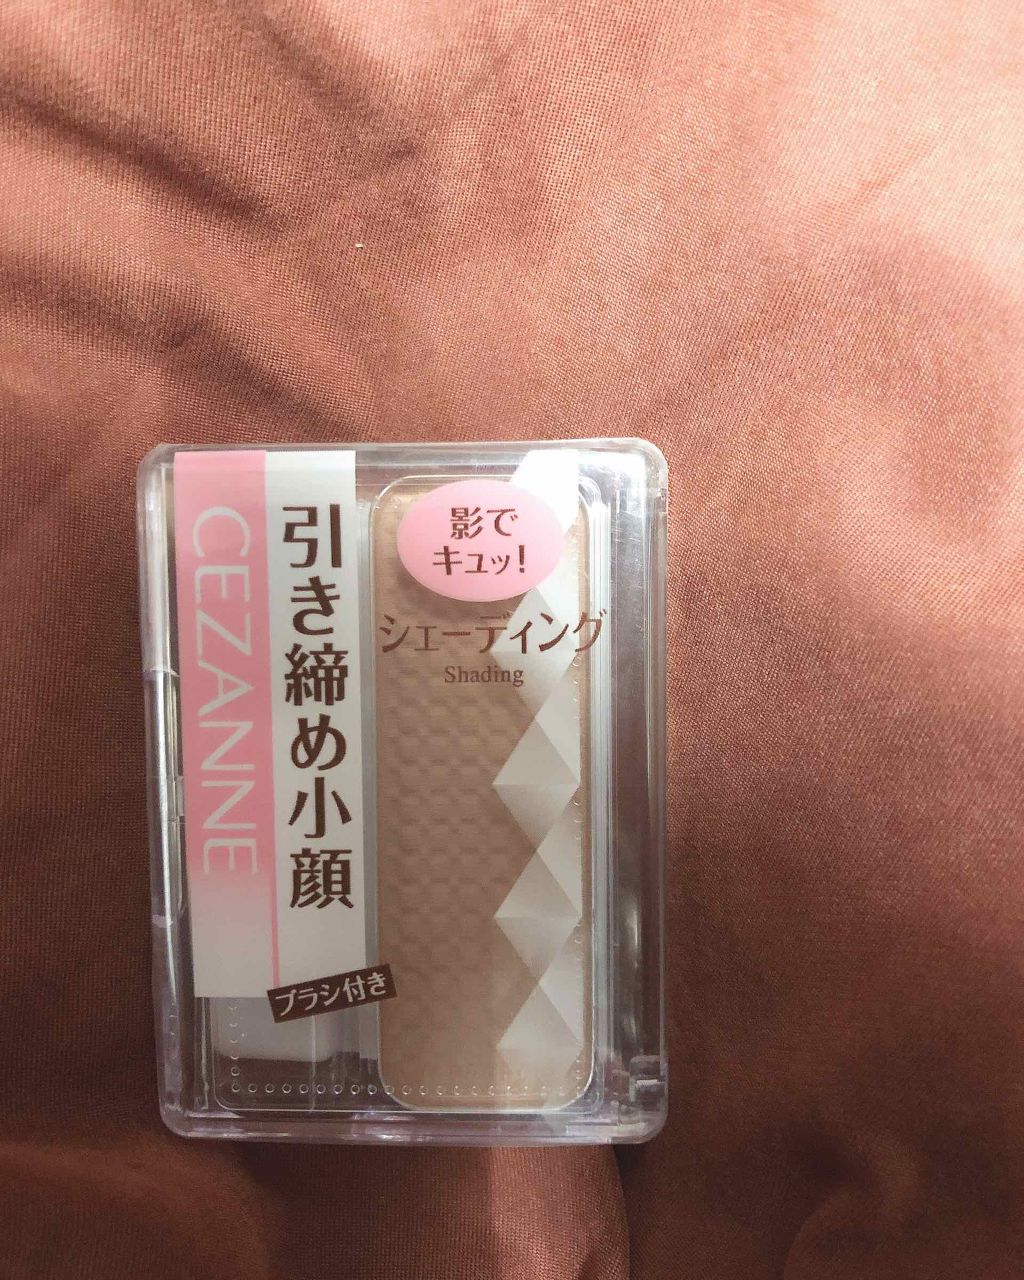 CEZANNE
引き締め小顔
ブラシ付き
影で
キュッ!
シェーディング
Shading